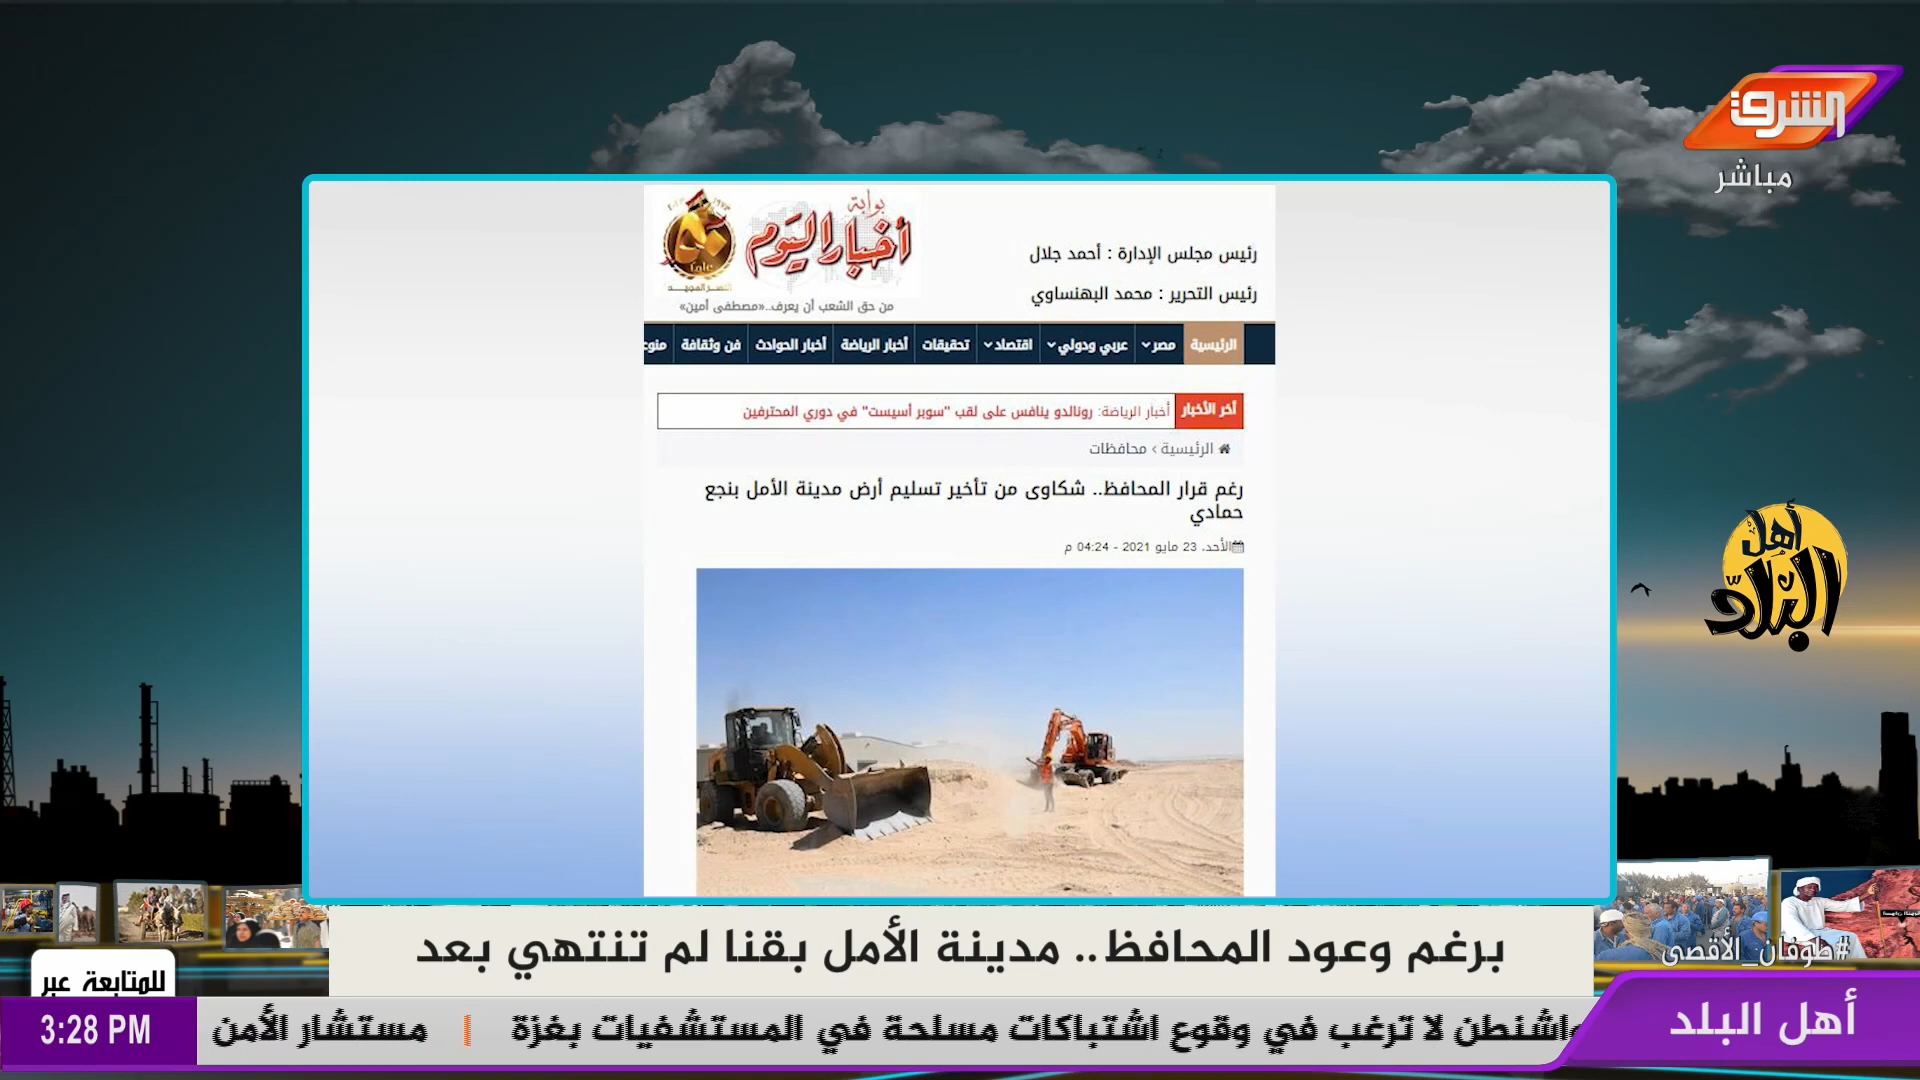 الشرق
مباشر
بوابة
أخبار اليوم
من حق الشعب أن يعرف..«مصطفى أمين»
رئيس مجلس الإدارة : أحمد جلال
رئيس التحرير : محمد البهنساوي
الرئيسية مصر عربي ودولي اقتصاد تحقيقات أخبار الرياضة أخبار الحوادث فن وثقافة منوع
أخر الأخبار أخبار الرياضة: رونالدو ينافس على لقب "سوبر أسيست" في دوري المحترفين
الرئيسية › محافظات
رغم قرار المحافظ.. شكاوى من تأخير تسليم أرض مدينة الأمل بنجع
حمادي
الأحد، 23 مايو 2021 - 04:24 م
أهل
البلد
برغم وعود المحافظ.. مدينة الأمل بقنا لم تنتهي بعد
#طوفان_الأقصى
للمتابعة عبر
أهل البلد
واشنطن لا ترغب في وقوع اشتباكات مسلحة في المستشفيات بغزة | مستشار الأمن
3:28 PM